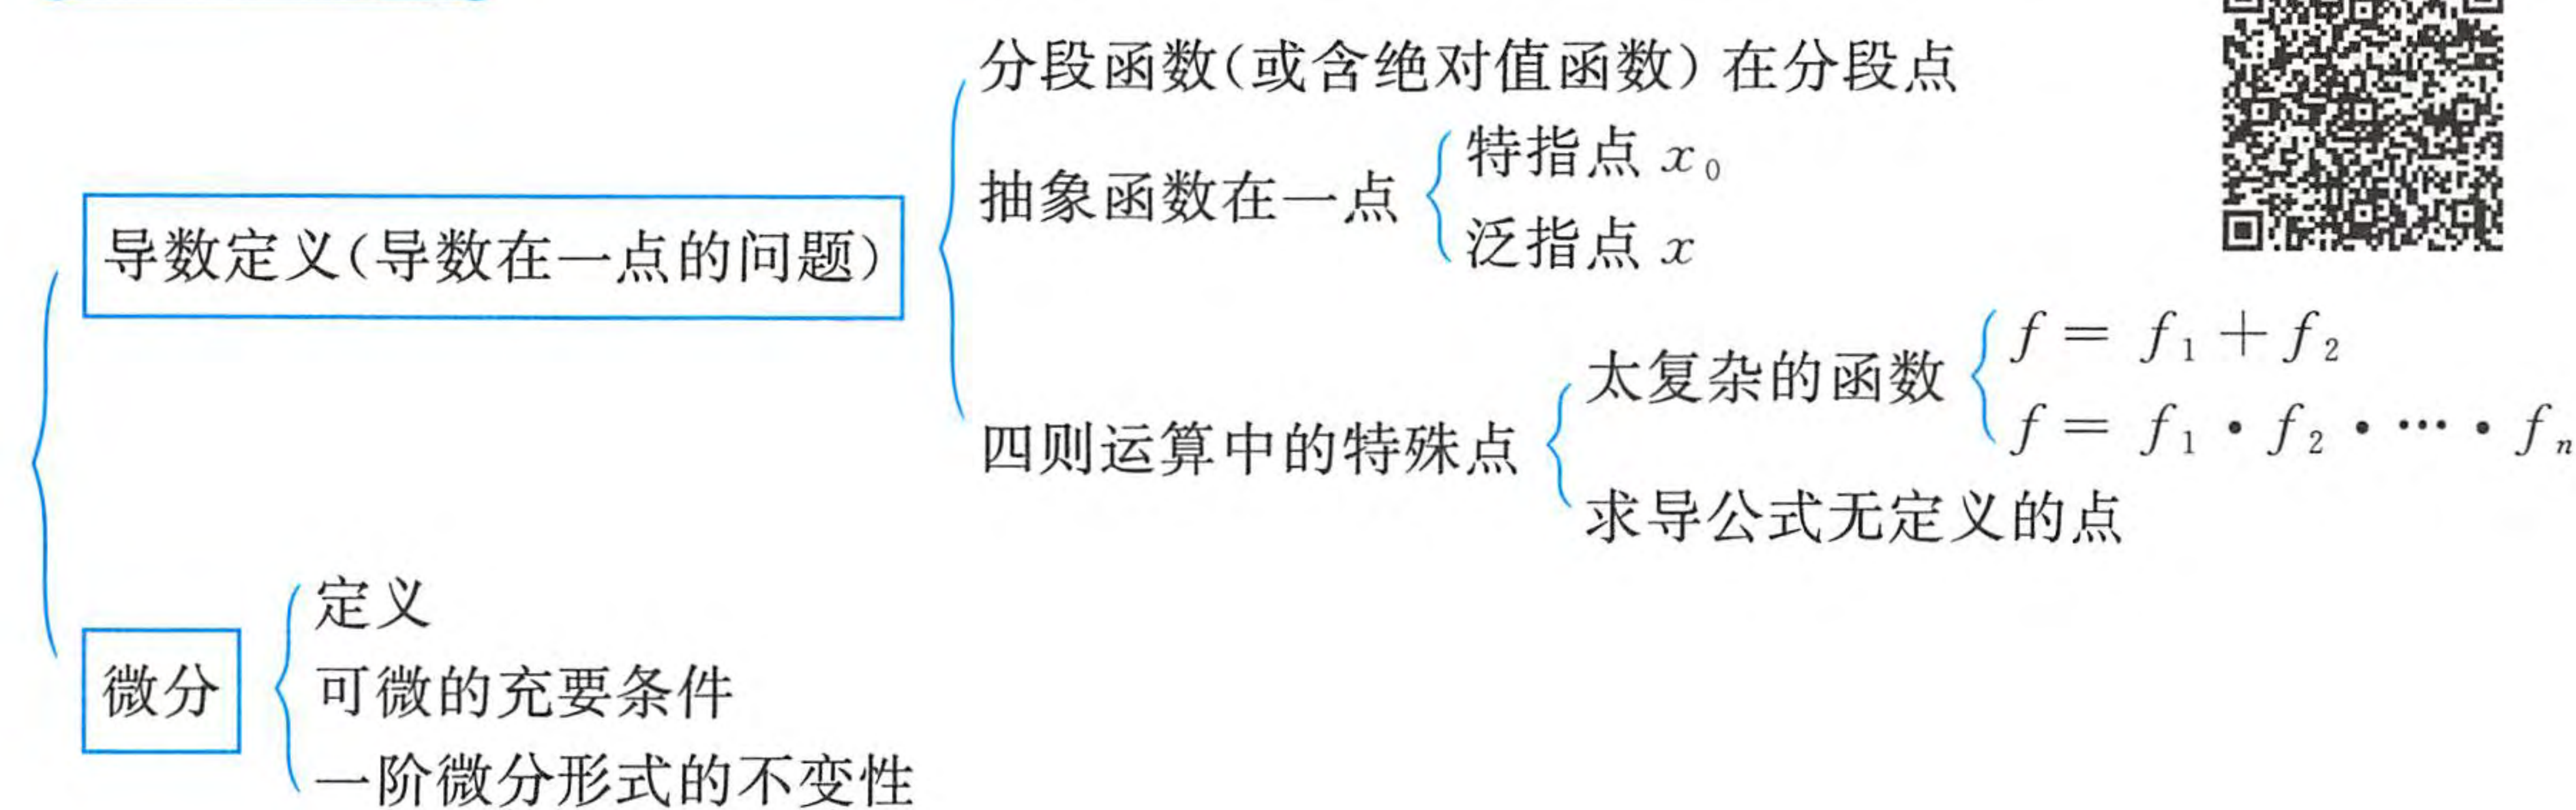 分段函数(或含绝对值函数)在分段点
抽象函数在一点
特指点 x₀
泛指点 x
导数定义(导数在一点的问题)
四则运算中的特殊点
太复杂的函数
f = f₁ + f₂
f = f₁ · f₂ · ⋯ · fₙ
求导公式无定义的点
微分
定义
可微的充要条件
一阶微分形式的不变性